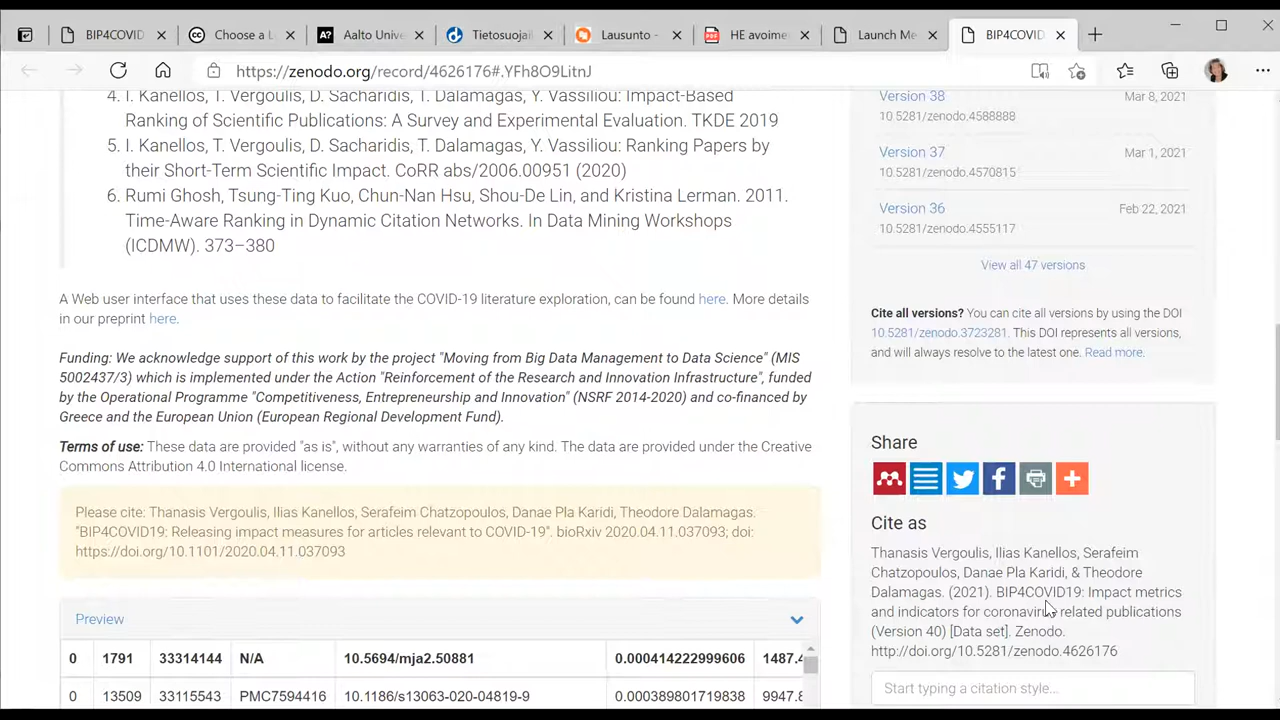 BIP4COVID
Choose a L
Aalto Unive
Tietosuojail
Lausunto -
HE avoimen
Launch Me
BIP4COVID
https://zenodo.org/record/4626176#.YFh8O9LitnJ
4. I. Kanellos, T. Vergoulis, D. Sacharidis, T. Dalamagas, Y. Vassiliou: Impact-Based
Ranking of Scientific Publications: A Survey and Experimental Evaluation. TKDE 2019
5. I. Kanellos, T. Vergoulis, D. Sacharidis, T. Dalamagas, Y. Vassiliou: Ranking Papers by
their Short-Term Scientific Impact. CoRR abs/2006.00951 (2020)
6. Rumi Ghosh, Tsung-Ting Kuo, Chun-Nan Hsu, Shou-De Lin, and Kristina Lerman. 2011.
Time-Aware Ranking in Dynamic Citation Networks. In Data Mining Workshops
(ICDMW). 373–380
A Web user interface that uses these data to facilitate the COVID-19 literature exploration, can be found here. More details
in our preprint here.
Funding: We acknowledge support of this work by the project "Moving from Big Data Management to Data Science" (MIS
5002437/3) which is implemented under the Action "Reinforcement of the Research and Innovation Infrastructure", funded
by the Operational Programme "Competitiveness, Entrepreneurship and Innovation" (NSRF 2014-2020) and co-financed by
Greece and the European Union (European Regional Development Fund).
Terms of use: These data are provided "as is", without any warranties of any kind. The data are provided under the Creative
Commons Attribution 4.0 International license.
Please cite: Thanasis Vergoulis, Ilias Kanellos, Serafeim Chatzopoulos, Danae Pla Karidi, Theodore Dalamagas.
"BIP4COVID19: Releasing impact measures for articles relevant to COVID-19". bioRxiv 2020.04.11.037093; doi:
https://doi.org/10.1101/2020.04.11.037093
Preview
0 1791 33314144 N/A 10.5694/mja2.50881 0.000414222999606 1487.4
0 13509 33115543 PMC7594416 10.1186/s13063-020-04819-9 0.000389801719838 9947.8
Version 38 Mar 8, 2021
10.5281/zenodo.4588888
Version 37 Mar 1, 2021
10.5281/zenodo.4570815
Version 36 Feb 22, 2021
10.5281/zenodo.4555117
View all 47 versions
Cite all versions? You can cite all versions by using the DOI
10.5281/zenodo.3723281. This DOI represents all versions,
and will always resolve to the latest one. Read more.
Share
Cite as
Thanasis Vergoulis, Ilias Kanellos, Serafeim
Chatzopoulos, Danae Pla Karidi, & Theodore
Dalamagas. (2021). BIP4COVID19: Impact metrics
and indicators for coronavirus related publications
(Version 40) [Data set]. Zenodo.
http://doi.org/10.5281/zenodo.4626176
Start typing a citation style...